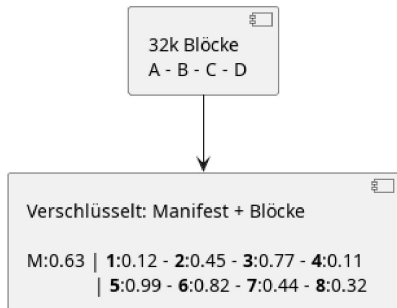 32k Blöcke
A - B - C - D
Verschlüsselt: Manifest + Blöcke
M:0.63 | 1:0.12 - 2:0.45 - 3:0.77 - 4:0.11
| 5:0.99 - 6:0.82 - 7:0.44 - 8:0.32